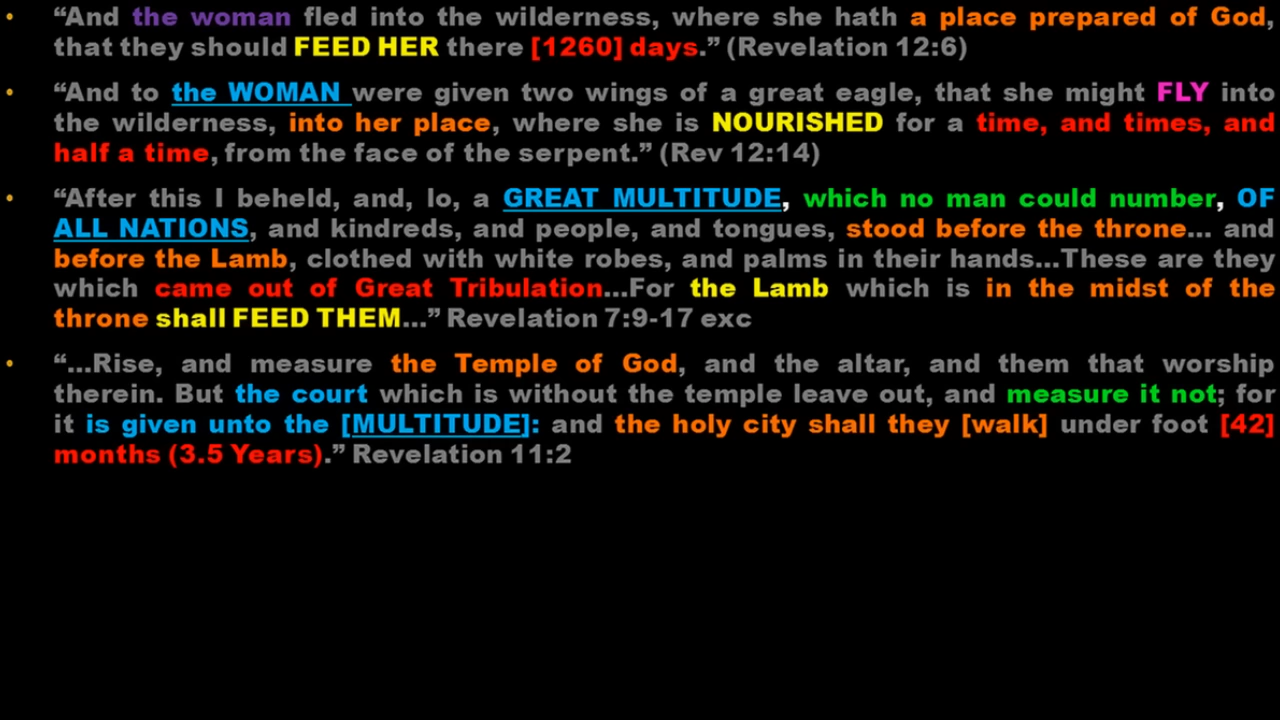 • “And the woman fled into the wilderness, where she hath a place prepared of God,
that they should FEED HER there [1260] days.” (Revelation 12:6)
• “And to the WOMAN were given two wings of a great eagle, that she might FLY into
the wilderness, into her place, where she is NOURISHED for a time, and times, and
half a time, from the face of the serpent.” (Rev 12:14)
• “After this I beheld, and, lo, a GREAT MULTITUDE, which no man could number, OF
ALL NATIONS, and kindreds, and people, and tongues, stood before the throne… and
before the Lamb, clothed with white robes, and palms in their hands…These are they
which came out of Great Tribulation…For the Lamb which is in the midst of the
throne shall FEED THEM…” Revelation 7:9-17 exc
• “…Rise, and measure the Temple of God, and the altar, and them that worship
therein. But the court which is without the temple leave out, and measure it not; for
it is given unto the [MULTITUDE]: and the holy city shall they [walk] under foot [42]
months (3.5 Years).” Revelation 11:2